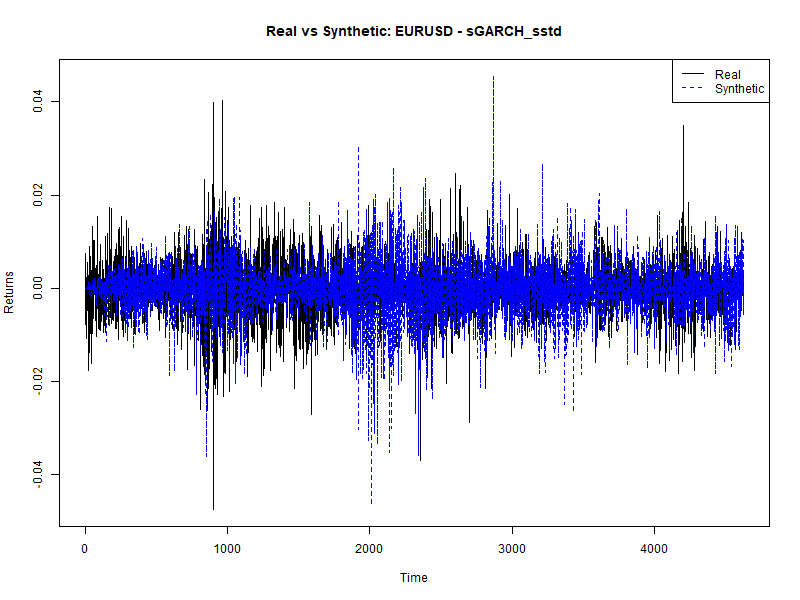 Real vs Synthetic: EURUSD - sGARCH_sstd
Real
Synthetic
0.04
0.02
0.00
-0.02
-0.04
Returns
0
1000
2000
3000
4000
Time